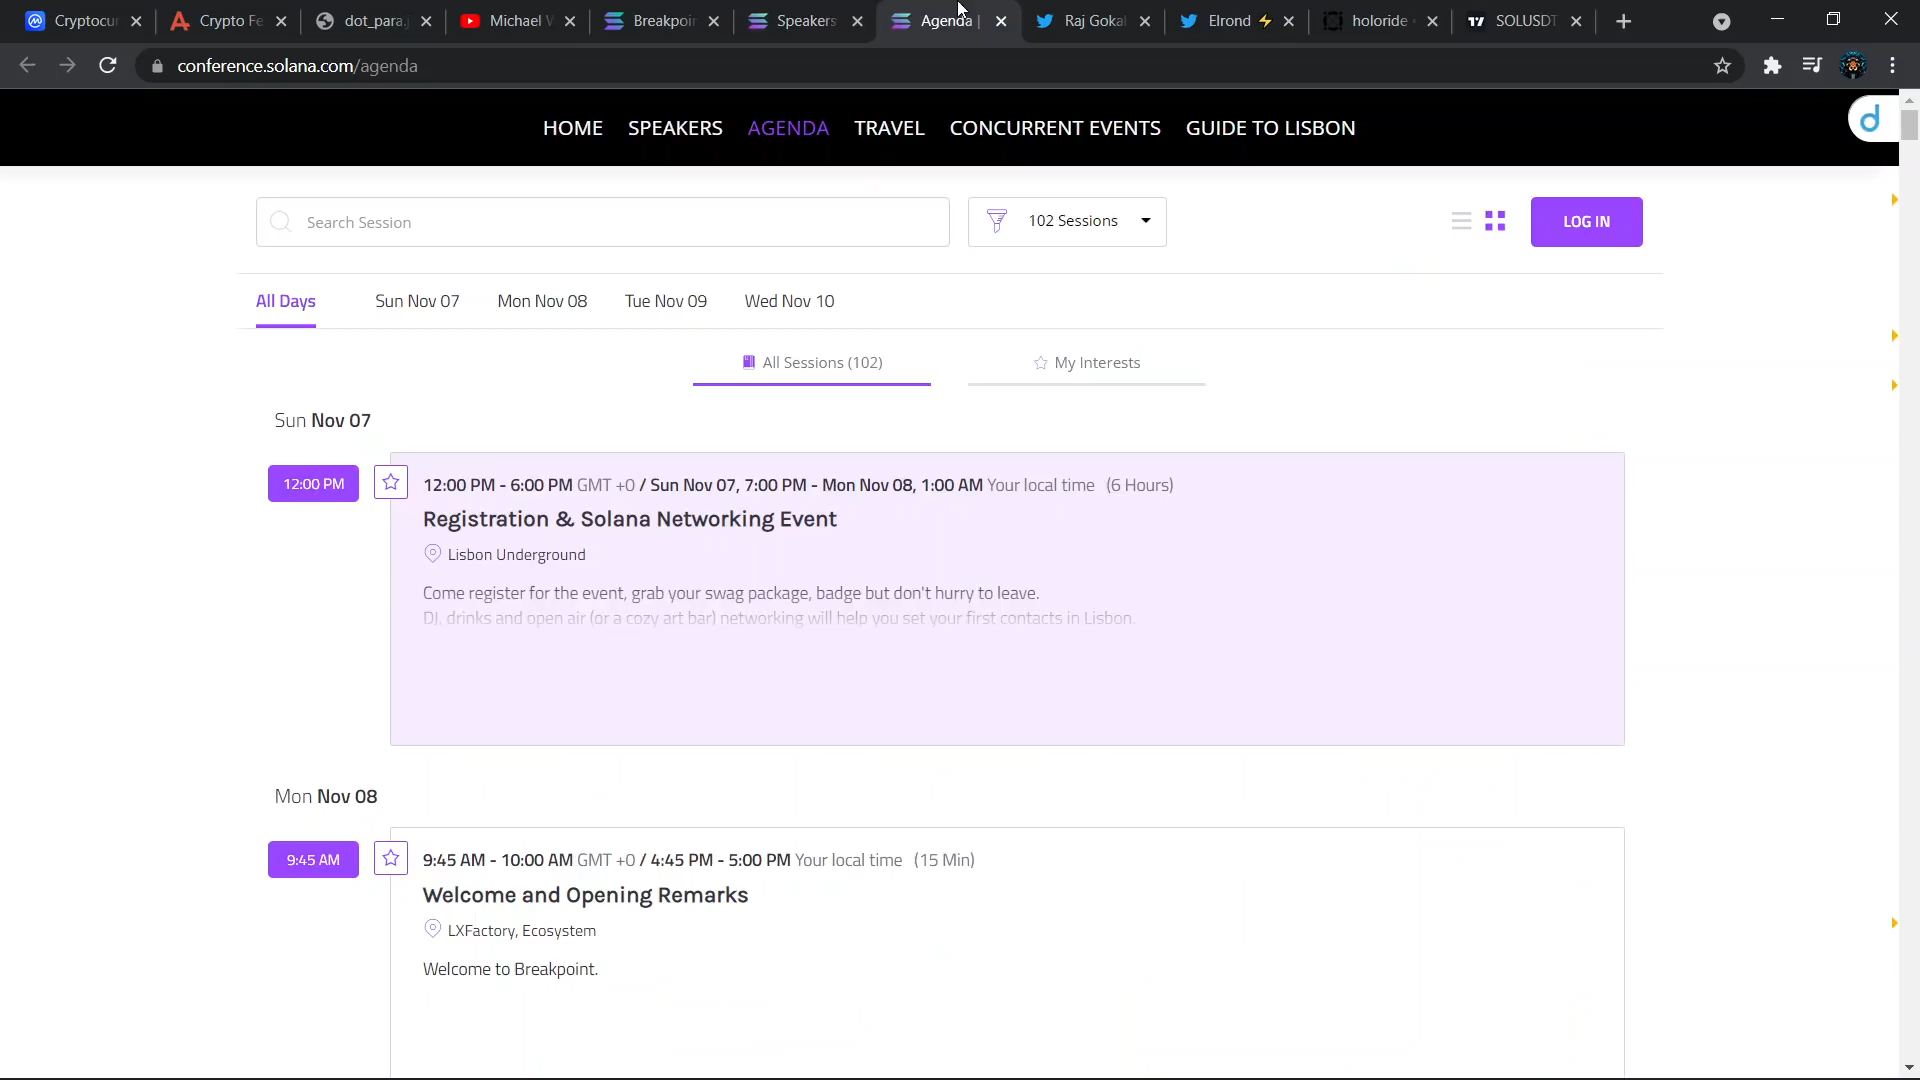 Cryptocur
Crypto Fe
dot_para.j
Michael V
Breakpoin
Speakers
Agenda |
Raj Gokal
Elrond ⚡
holoride
SOLUSDT
conference.solana.com/agenda
HOME SPEAKERS AGENDA TRAVEL CONCURRENT EVENTS GUIDE TO LISBON
Search Session
102 Sessions
LOG IN
All Days Sun Nov 07 Mon Nov 08 Tue Nov 09 Wed Nov 10
All Sessions (102) My Interests
Sun Nov 07
12:00 PM
12:00 PM - 6:00 PM GMT +0 / Sun Nov 07, 7:00 PM - Mon Nov 08, 1:00 AM Your local time (6 Hours)
Registration & Solana Networking Event
Lisbon Underground
Come register for the event, grab your swag package, badge but don't hurry to leave.
DJ, drinks and open air (or a cozy art bar) networking will help you set your first contacts in Lisbon.
Mon Nov 08
9:45 AM
9:45 AM - 10:00 AM GMT +0 / 4:45 PM - 5:00 PM Your local time (15 Min)
Welcome and Opening Remarks
LXFactory, Ecosystem
Welcome to Breakpoint.